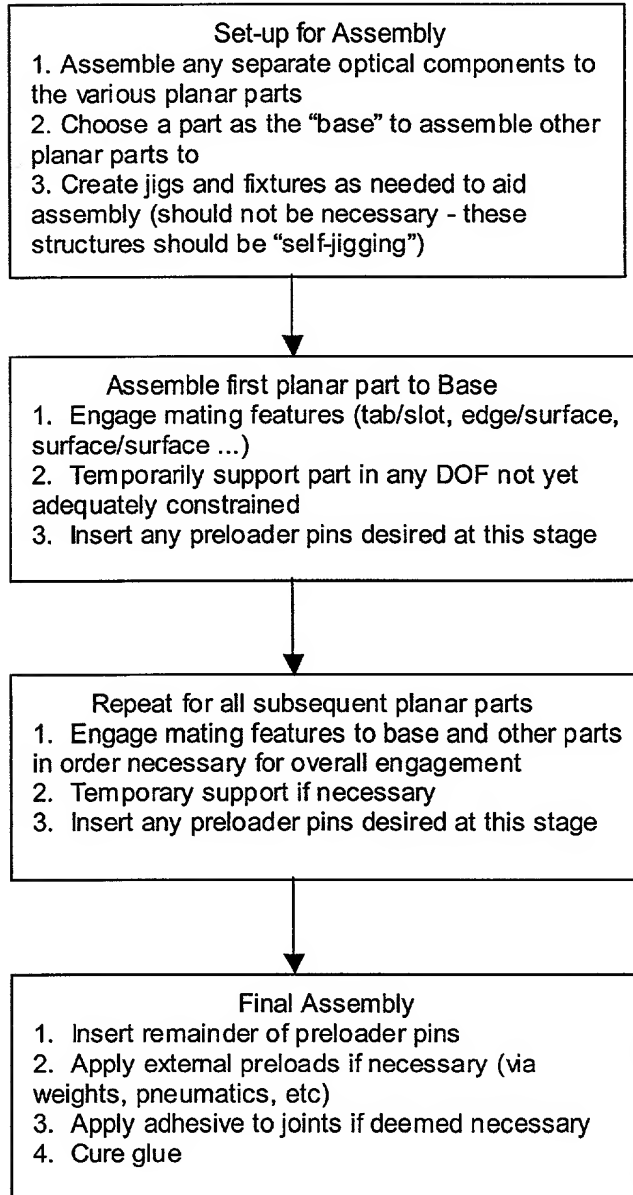 Set-up for Assembly
1. Assemble any separate optical components to
the various planar parts
2. Choose a part as the “base” to assemble other
planar parts to
3. Create jigs and fixtures as needed to aid
assembly (should not be necessary - these
structures should be “self-jigging”)
Assemble first planar part to Base
1. Engage mating features (tab/slot, edge/surface,
surface/surface ...)
2. Temporarily support part in any DOF not yet
adequately constrained
3. Insert any preloader pins desired at this stage
Repeat for all subsequent planar parts
1. Engage mating features to base and other parts
in order necessary for overall engagement
2. Temporary support if necessary
3. Insert any preloader pins desired at this stage
Final Assembly
1. Insert remainder of preloader pins
2. Apply external preloads if necessary (via
weights, pneumatics, etc)
3. Apply adhesive to joints if deemed necessary
4. Cure glue